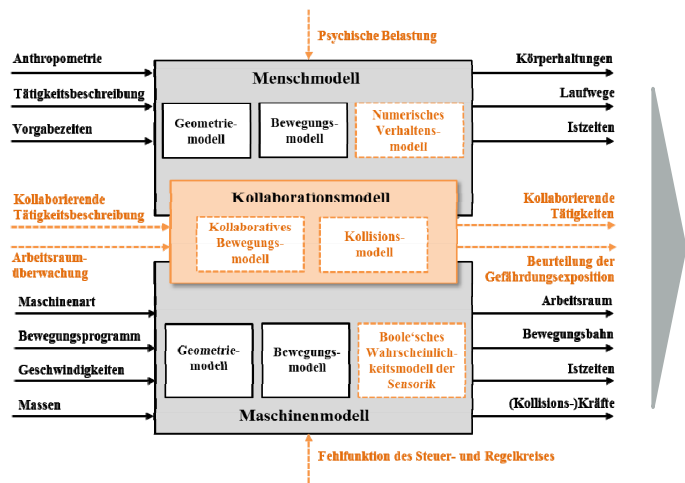 Psychische Belastung
Anthropometrie
Tätigkeitsbeschreibung
Vorgabezeiten
Menschmodell
Geometrie-
modell
Bewegungs-
modell
Numerisches
Verhaltens-
modell
Körperhaltungen
Laufwege
Istzeiten
Kollaborierende
Tätigkeitsbeschreibung
Arbeitsraum-
überwachung
Kollaborationsmodell
Kollaboratives
Bewegungs-
modell
Kollisions-
modell
Kollaborierende
Tätigkeiten
Beurteilung der
Gefährdungsexposition
Maschinenart
Bewegungsprogramm
Geschwindigkeiten
Massen
Geometrie-
modell
Bewegungs-
modell
Boole‘sches
Wahrscheinlich-
keitsmodell der
Sensorik
Maschinenmodell
Arbeitsraum
Bewegungsbahn
Istzeiten
(Kollisions-)Kräfte
Fehlfunktion des Steuer- und Regelkreises